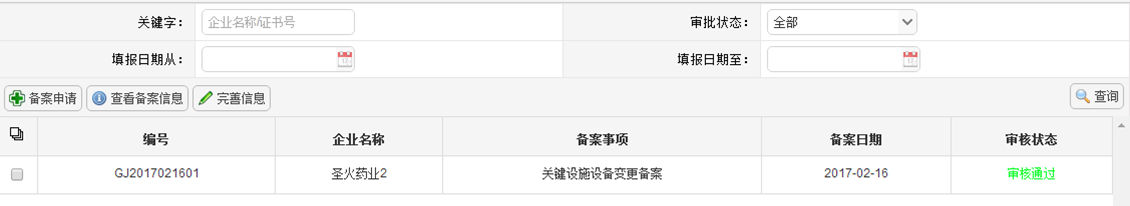 关键字： 企业名称/证书号 审批状态： 全部
填报日期从： 填报日期至：
备案申请 查看备案信息 完善信息 查询
编号 企业名称 备案事项 备案日期 审核状态
GJ2017021601 圣火药业2 关键设施设备变更备案 2017-02-16 审核通过